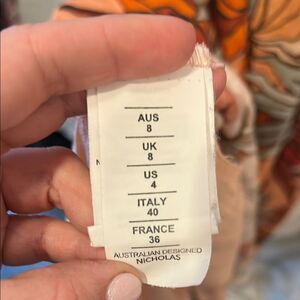 AUS
8
UK
8
US
4
ITALY
40
FRANCE
36
AUSTRALIAN DESIGNED
NICHOLAS